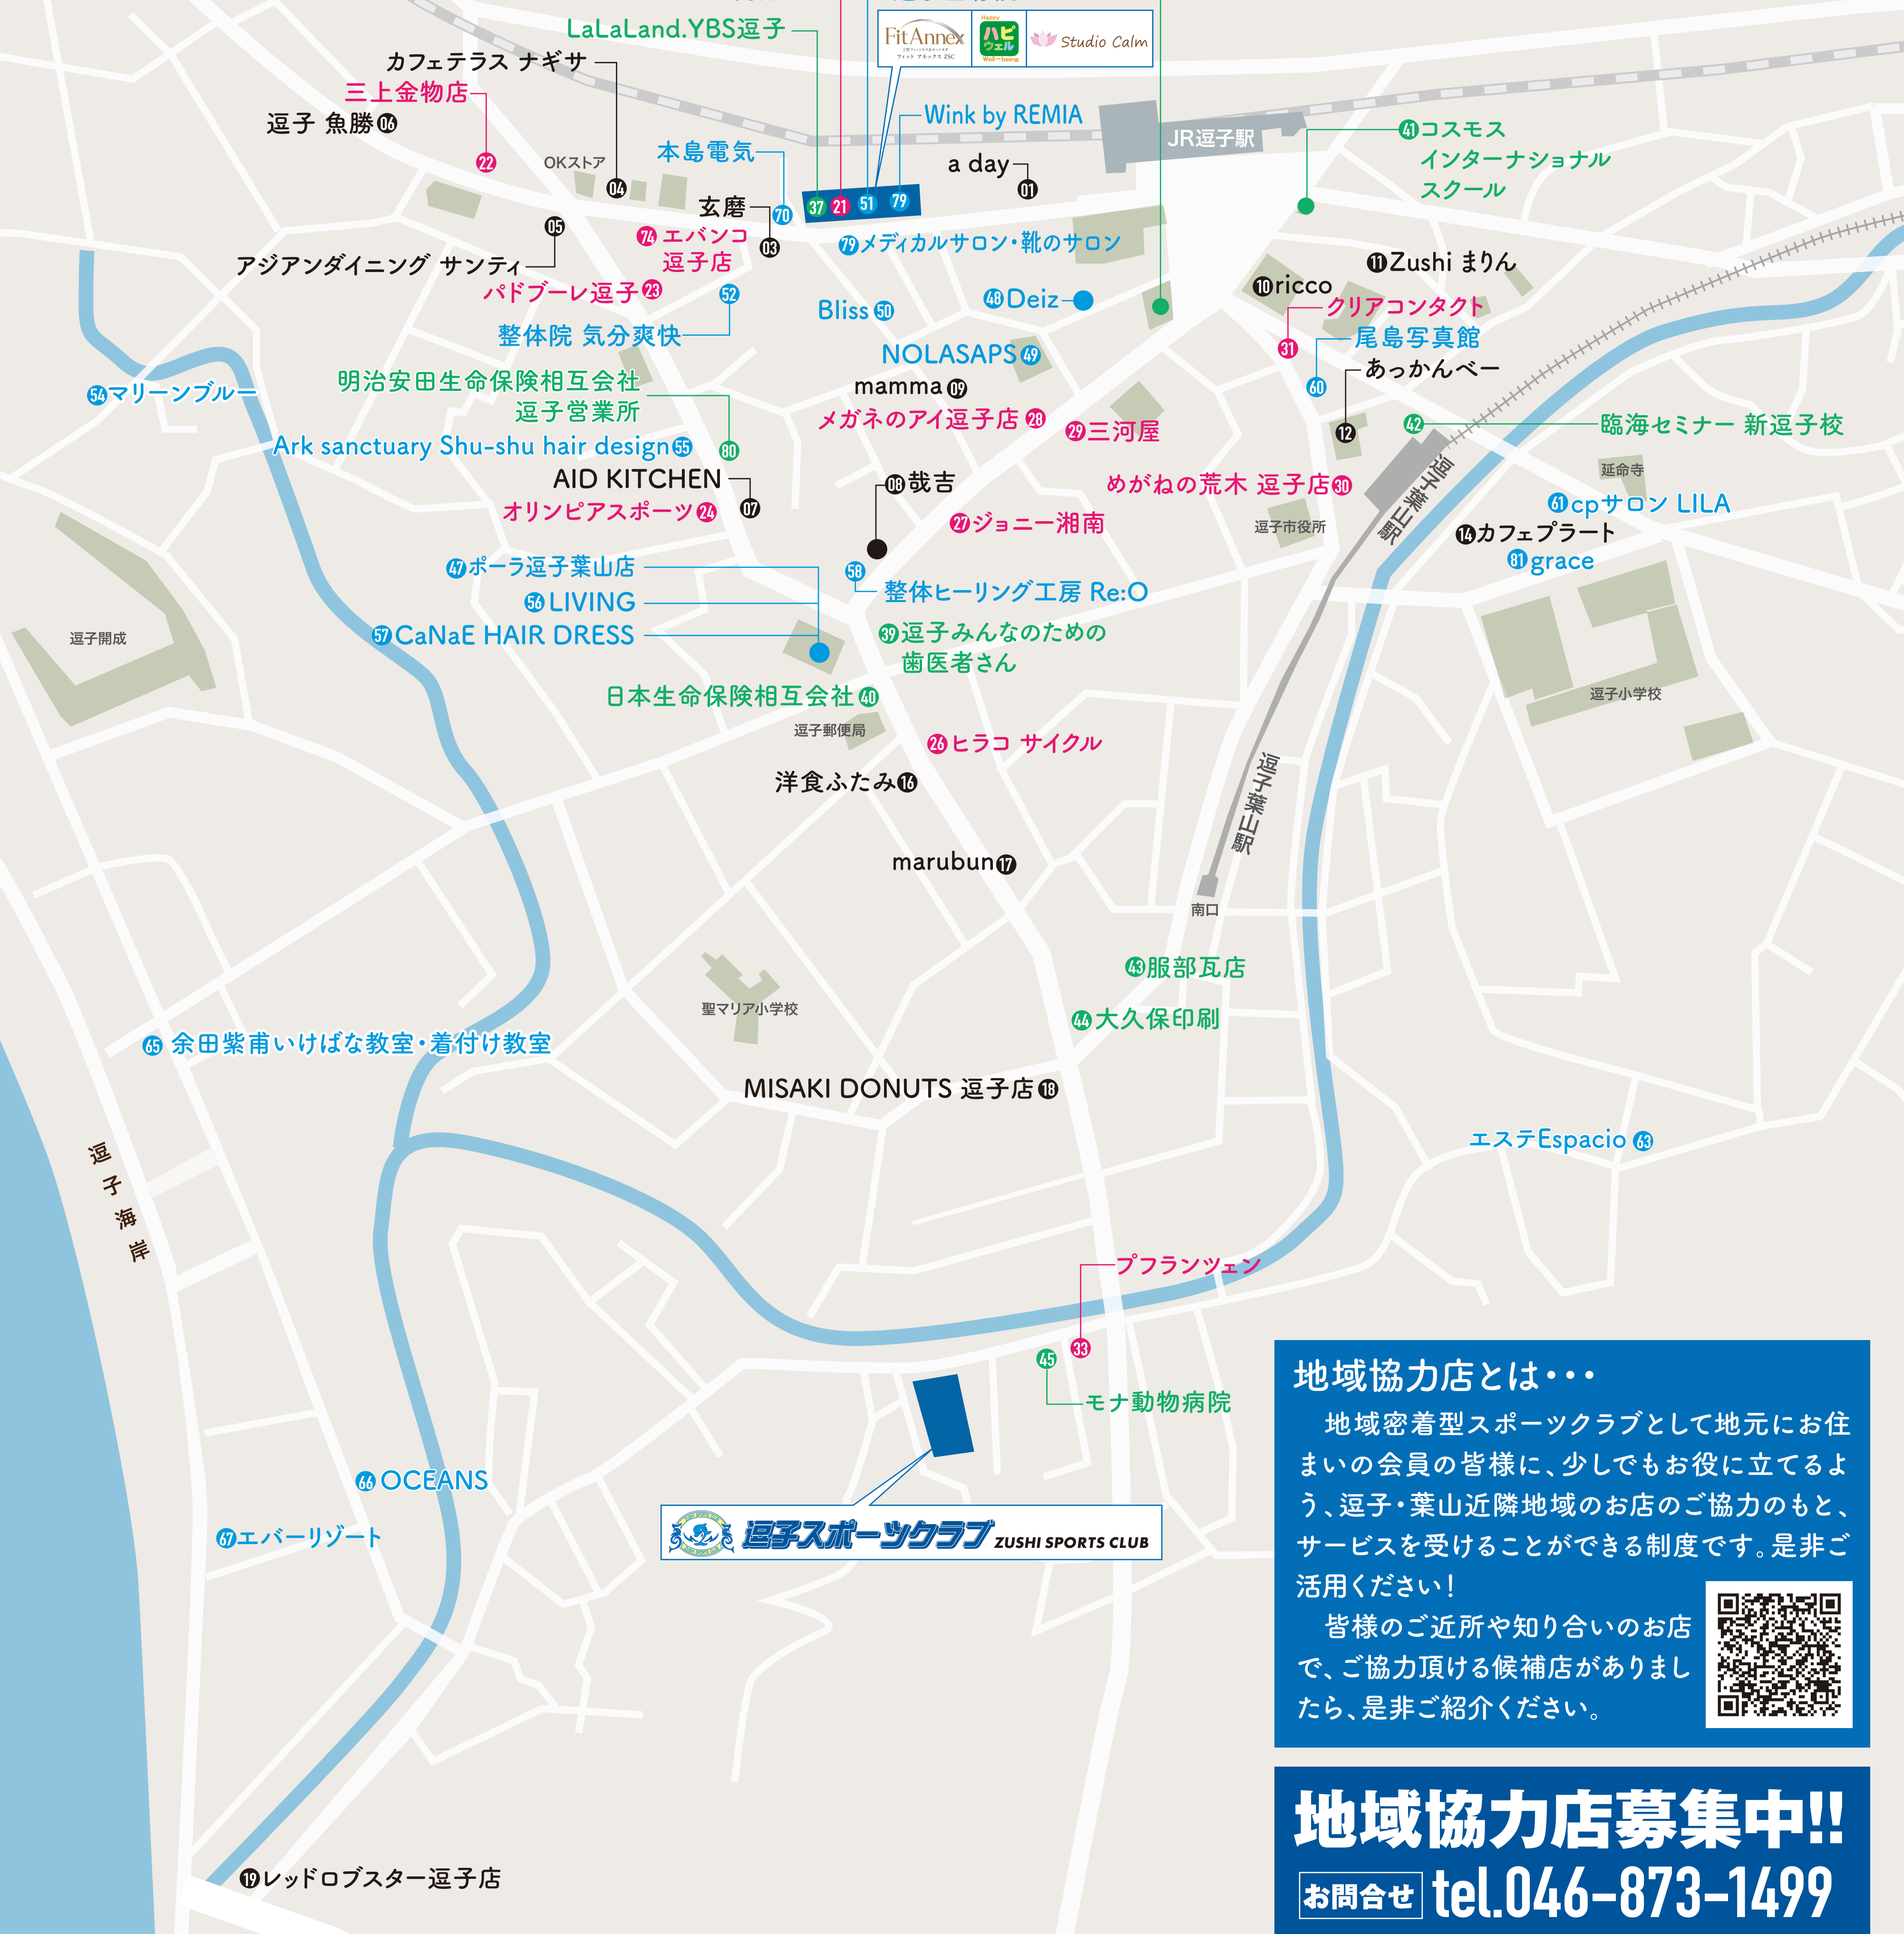 LaLaLand.YBS逗子
FitAnnex
フィット アネックス ZSC
Happy
ハピ
ウェル
Well-being
Studio Calm
カフェテラス ナギサ
三上金物店
逗子 魚勝06
22
OKストア
04
本島電気
70
Wink by REMIA
JR逗子駅
a day
01
41コスモス
インターナショナル
スクール
玄磨
03
37 21 51 79
05
アジアンダイニング サンティ
74エバンコ
逗子店
79メディカルサロン・靴のサロン
パドブーレ逗子23
52
整体院 気分爽快
Bliss50
48Deiz
11Zushi まりん
10ricco
クリアコンタクト
31
尾島写真館
60
あっかんべー
12
NOLASAPS49
mamma09
メガネのアイ逗子店28
29三河屋
54マリーンブルー
明治安田生命保険相互会社
逗子営業所
80
Ark sanctuary Shu-shu hair design55
AID KITCHEN
07
オリンピアスポーツ24
08哉吉
めがねの荒木 逗子店30
27ジョニー湘南
逗子市役所
42
臨海セミナー 新逗子校
延命寺
逗子葉山駅
61cpサロン LILA
14カフェプラート
81grace
47ポーラ逗子葉山店
56LIVING
57CaNaE HAIR DRESS
58
整体ヒーリング工房 Re:O
39逗子みんなのための
歯医者さん
逗子開成
日本生命保険相互会社40
逗子郵便局
逗子小学校
26ヒラコ サイクル
洋食ふたみ16
逗子葉山駅
marubun17
南口
43服部瓦店
聖マリア小学校
44大久保印刷
65 余田紫甫いけばな教室・着付け教室
MISAKI DONUTS 逗子店18
逗子海岸
エステEspacio63
プフランツェン
33
45
モナ動物病院
66OCEANS
67エバーリゾート
逗子スポーツクラブ ZUSHI SPORTS CLUB
19レッドロブスター逗子店
地域協力店とは・・・
地域密着型スポーツクラブとして地元にお住
まいの会員の皆様に、少しでもお役に立てるよ
う、逗子・葉山近隣地域のお店のご協力のもと、
サービスを受けることができる制度です。是非ご
活用ください！
皆様のご近所や知り合いのお店
で、ご協力頂ける候補店がありまし
たら、是非ご紹介ください。
地域協力店募集中!!
お問合せ tel.046-873-1499